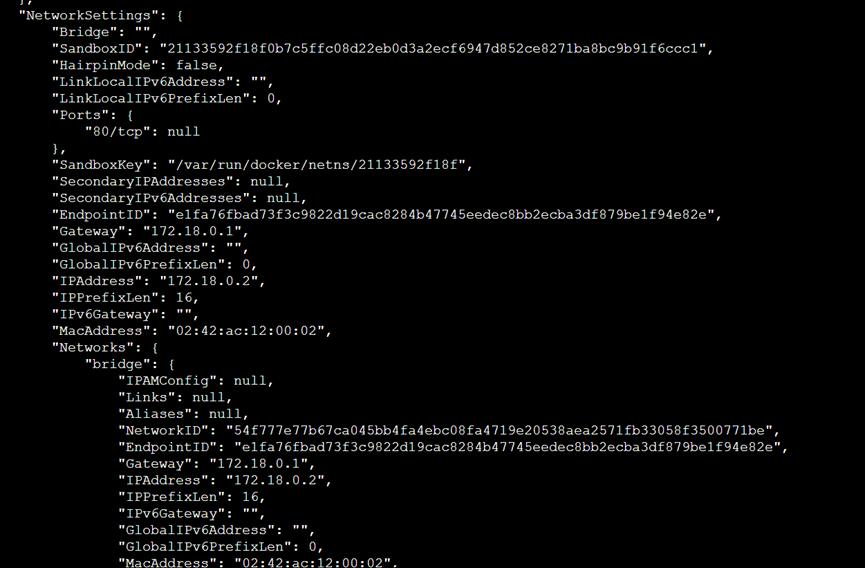 },
"NetworkSettings": {
"Bridge": "",
"SandboxID": "21133592f18f0b7c5ffc08d22eb0d3a2ecf6947d852ce8271ba8bc9b91f6ccc1",
"HairpinMode": false,
"LinkLocalIPv6Address": "",
"LinkLocalIPv6PrefixLen": 0,
"Ports": {
"80/tcp": null
},
"SandboxKey": "/var/run/docker/netns/21133592f18f",
"SecondaryIPAddresses": null,
"SecondaryIPv6Addresses": null,
"EndpointID": "e1fa76fbad73f3c9822d19cac8284b47745eedec8bb2ecba3df879be1f94e82e",
"Gateway": "172.18.0.1",
"GlobalIPv6Address": "",
"GlobalIPv6PrefixLen": 0,
"IPAddress": "172.18.0.2",
"IPPrefixLen": 16,
"IPv6Gateway": "",
"MacAddress": "02:42:ac:12:00:02",
"Networks": {
"bridge": {
"IPAMConfig": null,
"Links": null,
"Aliases": null,
"NetworkID": "54f777e77b67ca045bb4fa4ebc08fa4719e20538aea2571fb33058f3500771be",
"EndpointID": "e1fa76fbad73f3c9822d19cac8284b47745eedec8bb2ecba3df879be1f94e82e",
"Gateway": "172.18.0.1",
"IPAddress": "172.18.0.2",
"IPPrefixLen": 16,
"IPv6Gateway": "",
"GlobalIPv6Address": "",
"GlobalIPv6PrefixLen": 0,
"MacAddress": "02:42:ac:12:00:02",